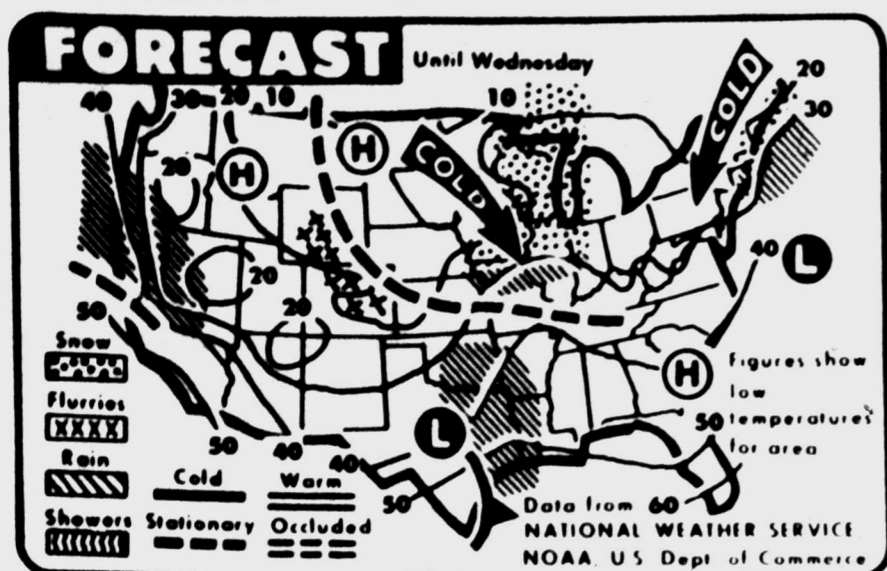 FORECAST
Until Wednesday
40
30
20
10
10
20
30
COLD
COLD
H
H
20
20
20
40
L
50
Snow
Flurries
Rain
Showers
Cold
Stationary
Warm
Occluded
50
40
40
50
L
H
Figures show
low
50 temperatures
for area
60
Data from
NATIONAL WEATHER SERVICE
NOAA, U S Dept of Commerce